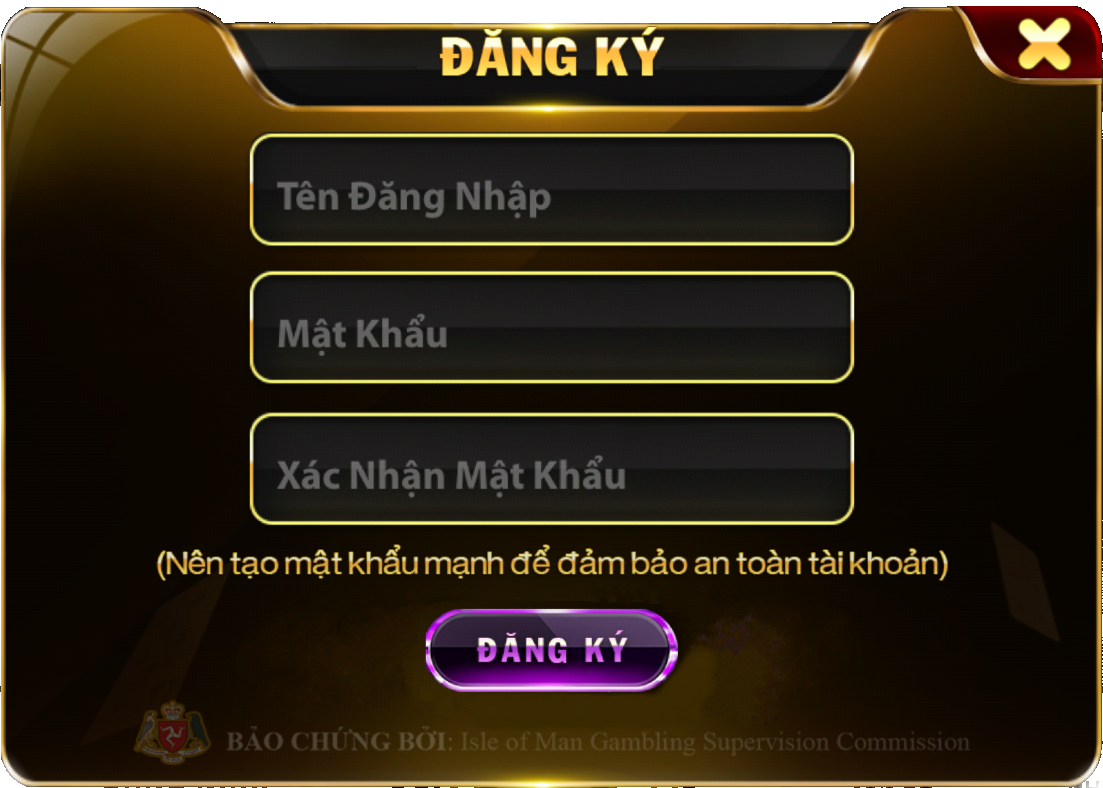 ĐĂNG KÝ
Tên Đăng Nhập
Mật Khẩu
Xác Nhận Mật Khẩu
(Nên tạo mật khẩu mạnh để đảm bảo an toàn tài khoản)
ĐĂNG KÝ
BẢO CHỨNG BỞI: Isle of Man Gambling Supervision Commission